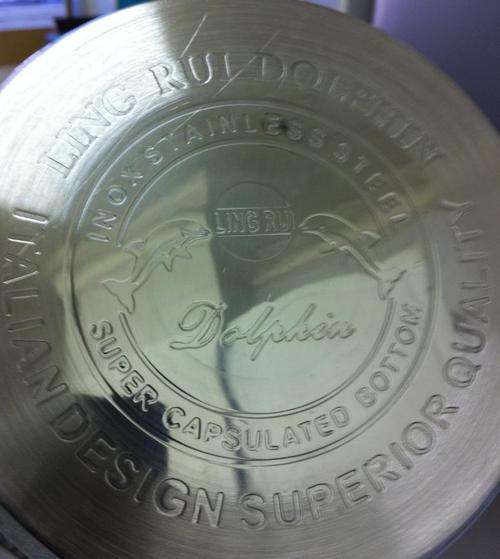 LING RUI DOLPHIN
INOX STAINLESS STEEL
LING RUI
Dolphin
SUPER CAPSULATED BOTTOM
ITALIAN DESIGN SUPERIOR QUALITY